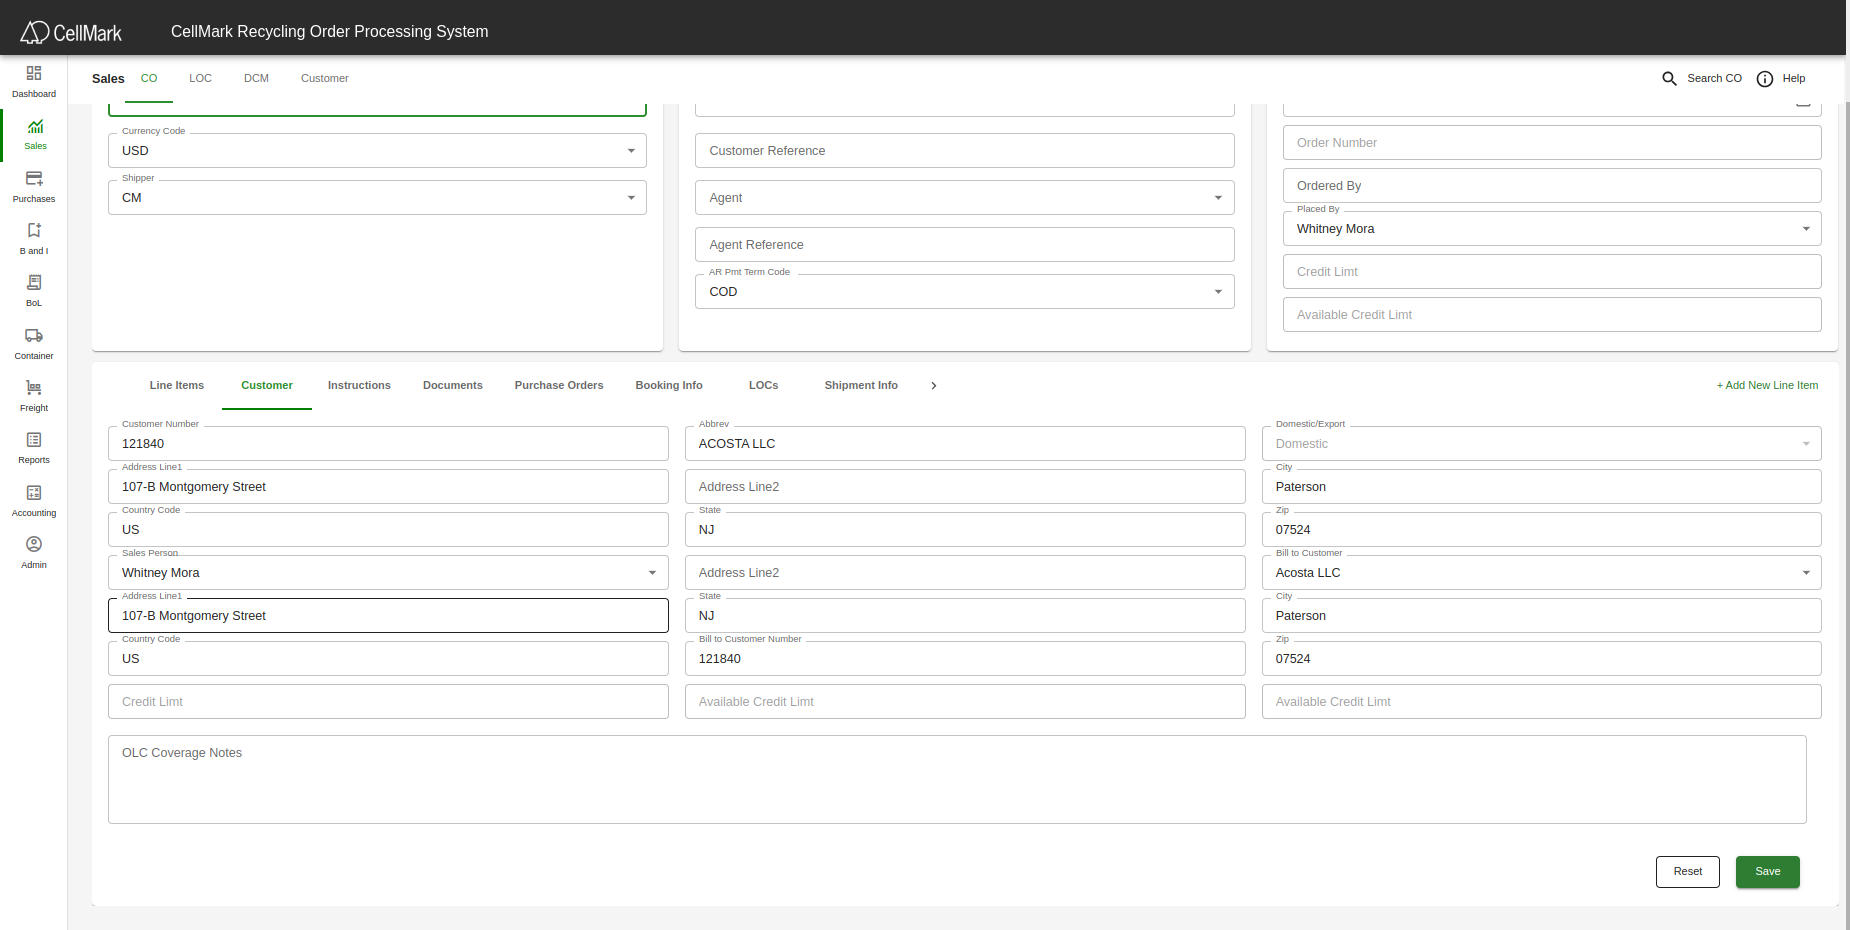 CellMark
CellMark Recycling Order Processing System
Dashboard
Sales
Purchases
B and I
BoL
Container
Freight
Reports
Accounting
Admin
Sales CO LOC DCM Customer
Search CO Help
Currency Code
USD
Shipper
CM
Customer Reference
Agent
Agent Reference
AR Pmt Term Code
COD
Order Number
Ordered By
Placed By
Whitney Mora
Credit Limt
Available Credit Limt
Line Items Customer Instructions Documents Purchase Orders Booking Info LOCs Shipment Info
+ Add New Line Item
Customer Number Abbrev Domestic/Export
121840 ACOSTA LLC Domestic
Address Line1 City
107-B Montgomery Street Address Line2 Paterson
Country Code State Zip
US NJ 07524
Sales Person Bill to Customer
Whitney Mora Address Line2 Acosta LLC
Address Line1 State City
107-B Montgomery Street NJ Paterson
Country Code Bill to Customer Number Zip
US 121840 07524
Credit Limt Available Credit Limt Available Credit Limt
OLC Coverage Notes
Reset Save